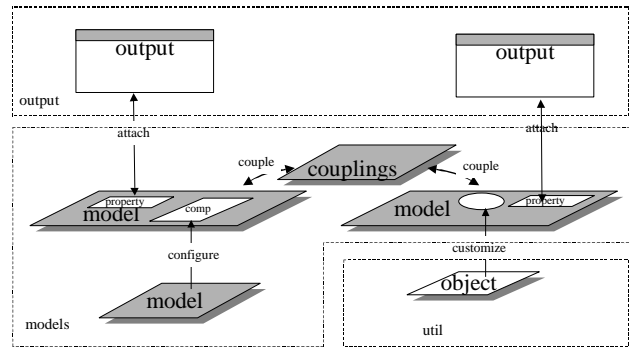 output
output
output
attach
attach
couple
couplings
couple
property
comp
model
model
property
configure
customize
model
object
models
util